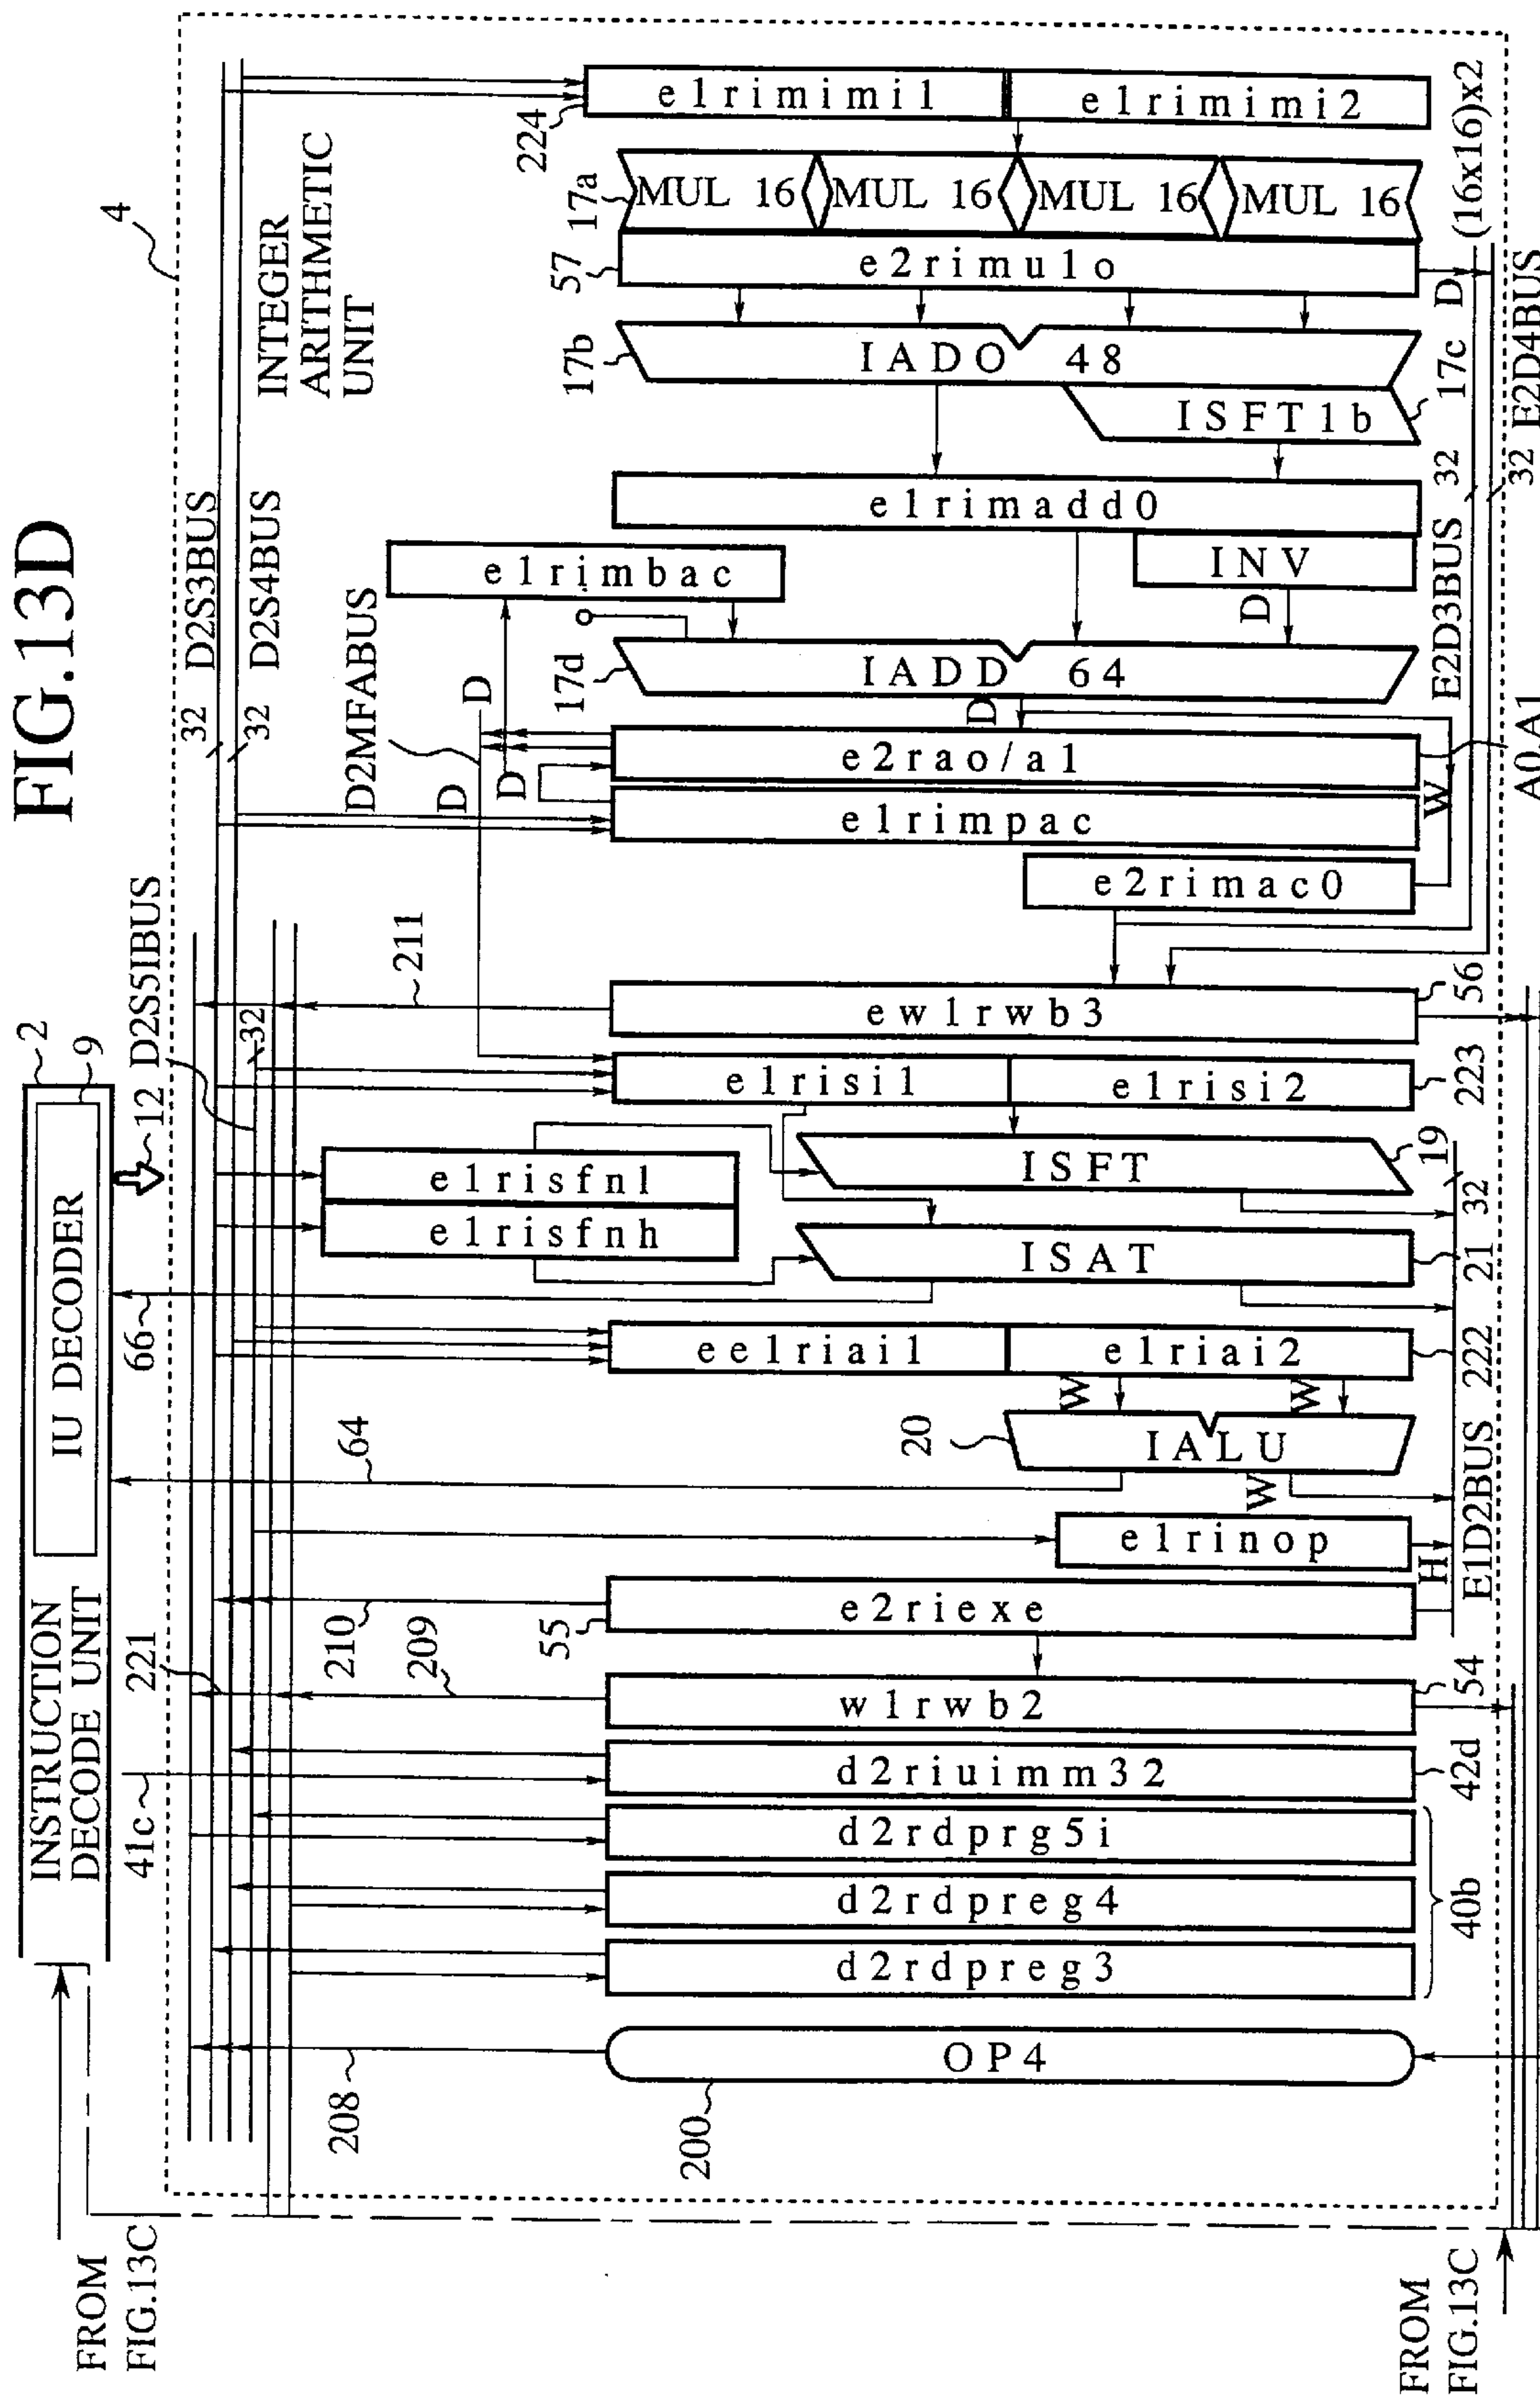 FIG.13D
FROM
FIG.13C
INSTRUCTION
DECODE UNIT
IU DECODER
2
9
12
41c
221
64
66
D2S5IBUS
D2S3BUS
D2S4BUS
32
32
32
4
INTEGER
ARITHMETIC
UNIT
208
200
OP4
d2rdpreg3
d2rdpreg4
d2rdprg5i
40b
d2riuimm32
42d
209
w1rwb2
54
210
55
e2riexe
e1rinop
H
E1D2BUS
20
IALU
W
W
W
ee1riai1
e1riai2
222
ISAT
21
e1risfnh
e1risfnl
ISFT
19
32
e1risi1
e1risi2
223
211
ew1rwb3
56
e2rimac0
e1rimpac
W
e2rao/a1
A0,A1
D2MFABUS
D
D
D
D
17d
IADD 64
e1rimbac
INV
D
e1rimadd0
E2D3BUS
32
32
E2D4BUS
ISFT1b
17c
17b
IADO 48
57
e2rimulo
D
17a
MUL 16
MUL 16
MUL 16
MUL 16
(16x16)x2
224
e1rimimi1
e1rimimi2
FROM
FIG.13C